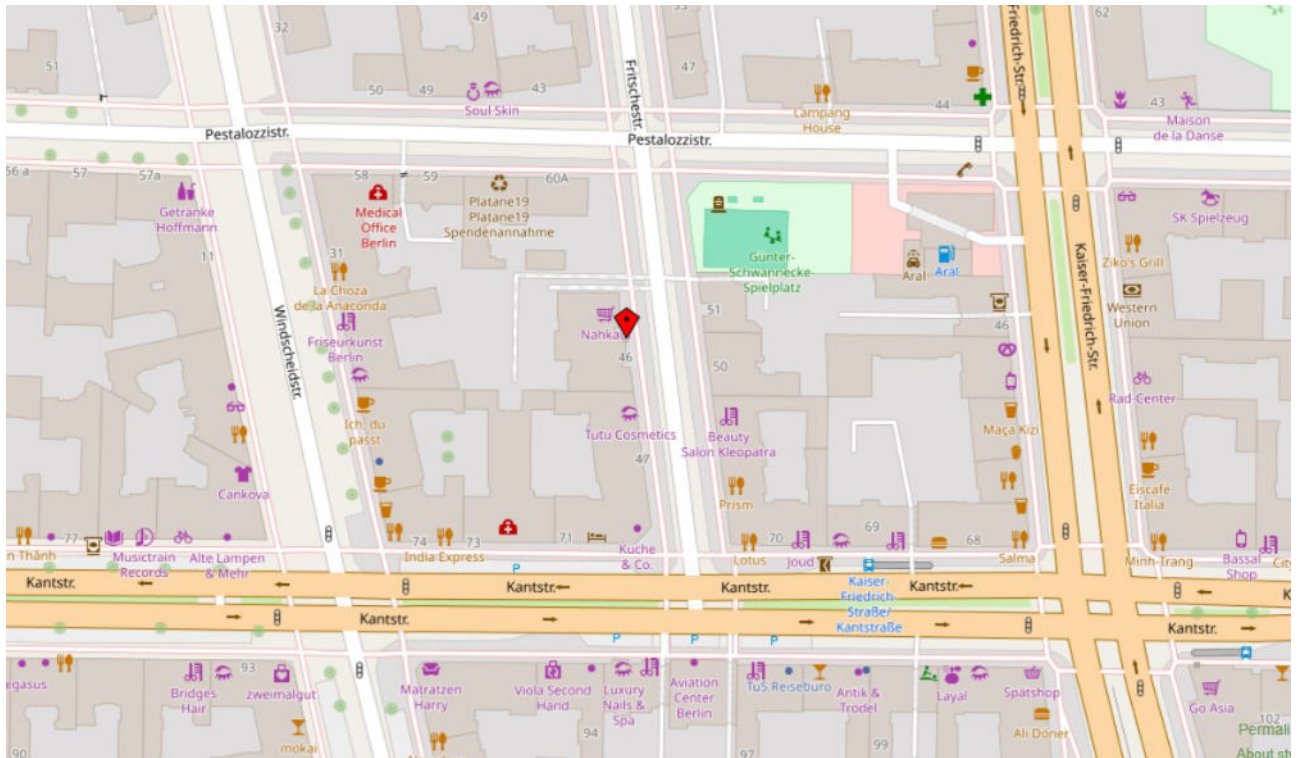 51
32
49
53
Friedrich-Str.
62
50
49
43
Soul Skin
Fritschestr.
47
Lampang
House
44
43
Maison
de la Danse
Pestalozzistr.
Pestalozzistr.
56 a
57
57a
58
59
60A
Getränke
Hoffmann
Medical
Office
Berlin
Platane19
Platane19
Spendenannahme
SK Spielzeug
11
31
La Choza
de la Anaconda
Günter-
Schwannecke-
Spielplatz
Aral
Aral
Kaiser-Friedrich-Str.
Ziko's Grill
Western
Union
Windscheidstr.
Friseurkunst
Berlin
46
51
46
50
Rad-Center
Ich, du
passt
Tutu Cosmetics
Beauty
Salon Kleopatra
Maça Kizi
47
Cankova
Prism
Eiscafé
Italia
77
Musictrain
Records
Alte Lampen
& Mehr
74
73
India Express
71
Küche
& Co.
Lotus
70
Joud
69
68
Salma
Minh-Trang
Bassal
Shop
P
Kantstr.
Kantstr.
Kaiser-
Friedrich-
Straße/
Kantstraße
Kantstr.
Kantstr.
Kantstr.
P
P
P
93
Bridges
Hair
zweimalgut
Matratzen
Harry
Viola Second
Hand
Luxury
Nails &
Spa
Aviation
Center
Berlin
TuS Reisebüro
Antik &
Trödel
Layal
Spatshop
Go Asia
90
mokai
94
97
99
Ali Döner
102